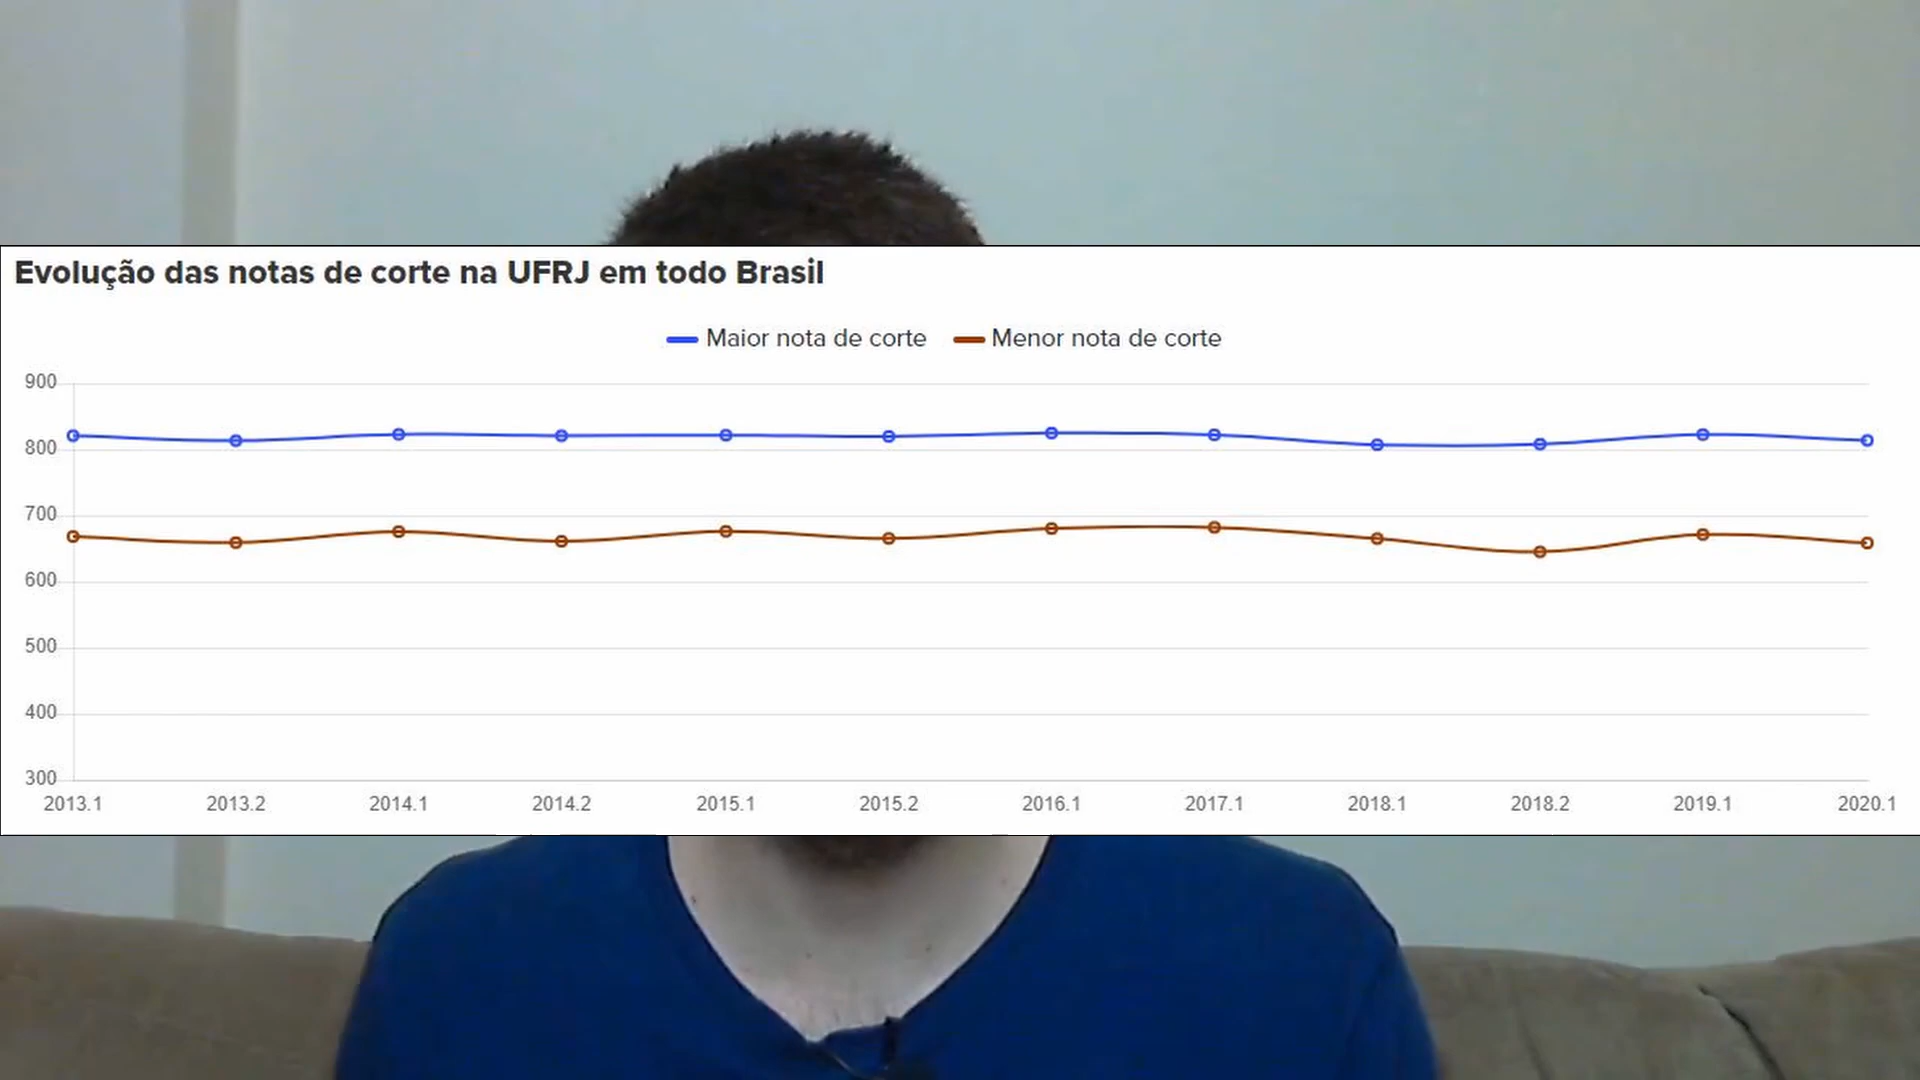 Evolução das notas de corte na UFRJ em todo Brasil
Maior nota de corte Menor nota de corte
900
800
700
600
500
400
300
2013.1 2013.2 2014.1 2014.2 2015.1 2015.2 2016.1 2017.1 2018.1 2018.2 2019.1 2020.1